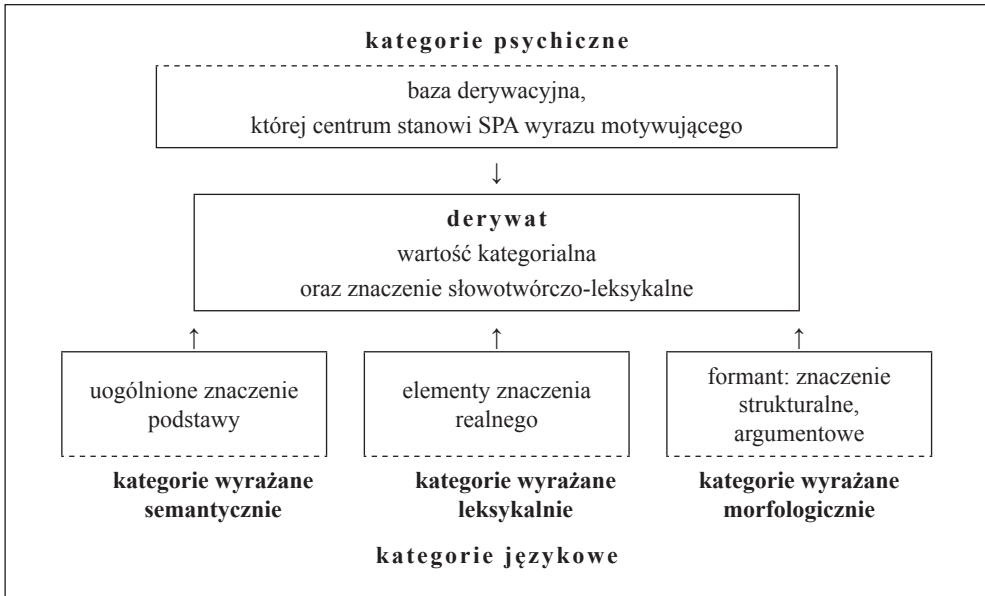 kategorie psychiczne
baza derywacyjna,
której centrum stanowi SPA wyrazu motywującego
↓
derywat
wartość kategorialna
oraz znaczenie słowotwórczo-leksykalne
↑ ↑ ↑
uogólnione znaczenie
podstawy
elementy znaczenia
realnego
formant: znaczenie
strukturalne,
argumentowe
kategorie wyrażane
semantycznie
kategorie wyrażane
leksykalnie
kategorie wyrażane
morfologicznie
kategorie językowe